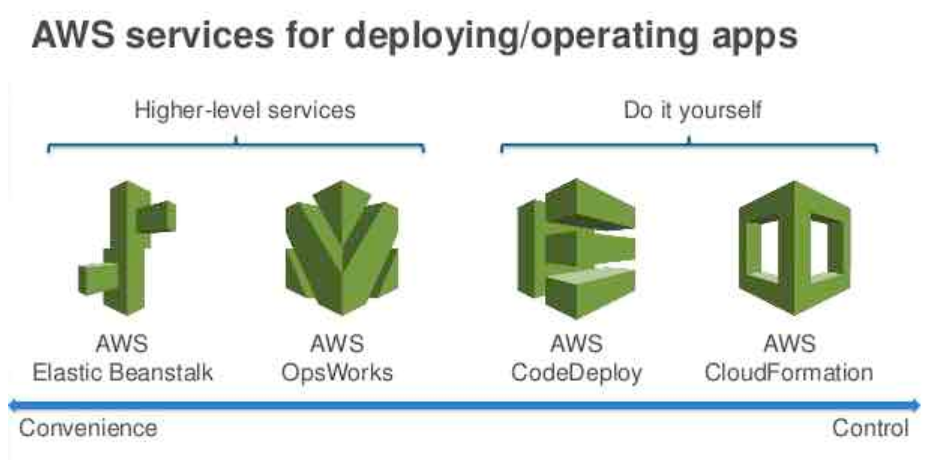 AWS services for deploying/operating apps
Higher-level services
Do it yourself
AWS
Elastic Beanstalk
AWS
OpsWorks
AWS
CodeDeploy
AWS
CloudFormation
Convenience
Control